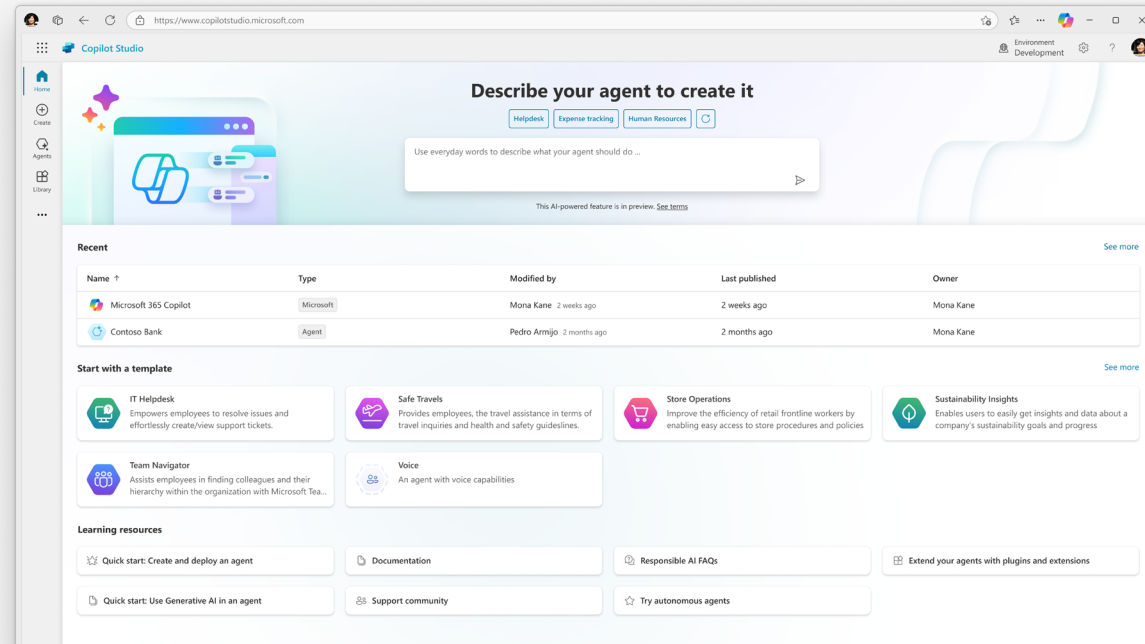 https://www.copilotstudio.microsoft.com
Copilot Studio
Environment
Development
Home
Create
Agents
Library
Describe your agent to create it
Helpdesk
Expense tracking
Human Resources
Use everyday words to describe what your agent should do ...
This AI-powered feature is in preview. See terms
Recent
See more
Name ↑ Type Modified by Last published Owner
Microsoft 365 Copilot Microsoft Mona Kane 2 weeks ago 2 weeks ago Mona Kane
Contoso Bank Agent Pedro Armijo 2 months ago 2 months ago Mona Kane
Start with a template
See more
IT Helpdesk
Empowers employees to resolve issues and
effortlessly create/view support tickets.
Safe Travels
Provides employees, the travel assistance in terms of
travel inquiries and health and safety guidelines.
Store Operations
Improve the efficiency of retail frontline workers by
enabling easy access to store procedures and policies
Sustainability Insights
Enables users to easily get insights and data about a
company's sustainability goals and progress
Team Navigator
Assists employees in finding colleagues and their
hierarchy within the organization with Microsoft Tea...
Voice
An agent with voice capabilities
Learning resources
Quick start: Create and deploy an agent
Documentation
Responsible AI FAQs
Extend your agents with plugins and extensions
Quick start: Use Generative AI in an agent
Support community
Try autonomous agents